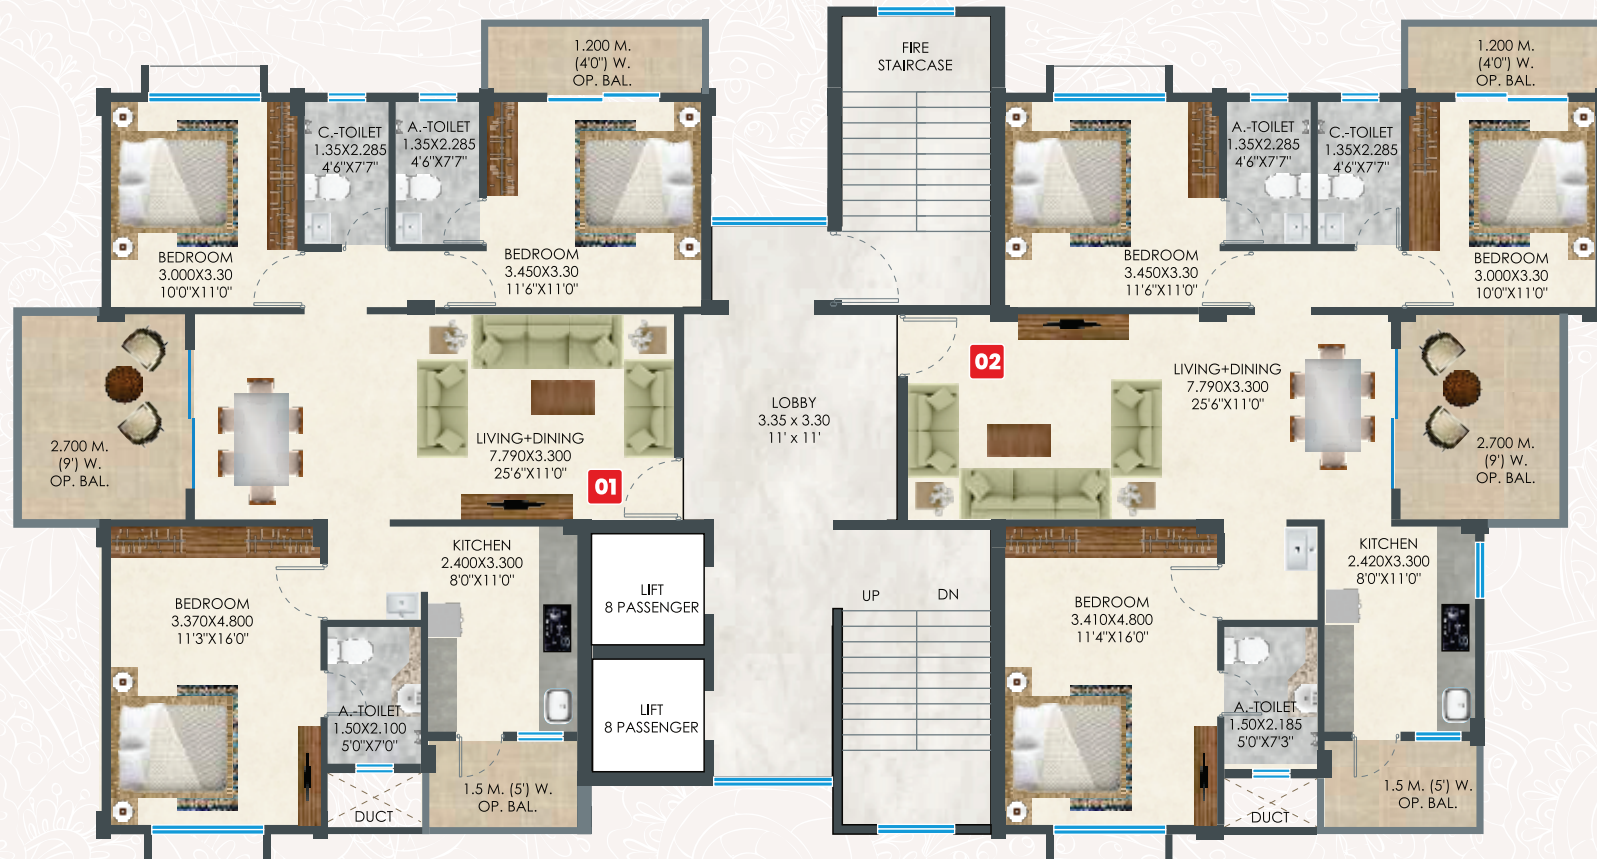 1.200 M.
(4'0") W.
OP. BAL.
C.-TOILET
1.35X2.285
4'6"X7'7"
A.-TOILET
1.35X2.285
4'6"X7'7"
BEDROOM
3.000X3.30
10'0"X11'0"
BEDROOM
3.450X3.30
11'6"X11'0"
2.700 M.
(9') W.
OP. BAL.
LIVING+DINING
7.790X3.300
25'6"X11'0"
01
BEDROOM
3.370X4.800
11'3"X16'0"
KITCHEN
2.400X3.300
8'0"X11'0"
A.-TOILET
1.50X2.100
5'0"X7'0"
DUCT
1.5 M. (5') W.
OP. BAL.
LIFT
8 PASSENGER
LIFT
8 PASSENGER
FIRE
STAIRCASE
LOBBY
3.35 x 3.30
11' x 11'
UP
DN
1.200 M.
(4'0") W.
OP. BAL.
A.-TOILET
1.35X2.285
4'6"X7'7"
C.-TOILET
1.35X2.285
4'6"X7'7"
BEDROOM
3.450X3.30
11'6"X11'0"
BEDROOM
3.000X3.30
10'0"X11'0"
02
LIVING+DINING
7.790X3.300
25'6"X11'0"
2.700 M.
(9') W.
OP. BAL.
BEDROOM
3.410X4.800
11'4"X16'0"
KITCHEN
2.420X3.300
8'0"X11'0"
A.-TOILET
1.50X2.185
5'0"X7'3"
DUCT
1.5 M. (5') W.
OP. BAL.